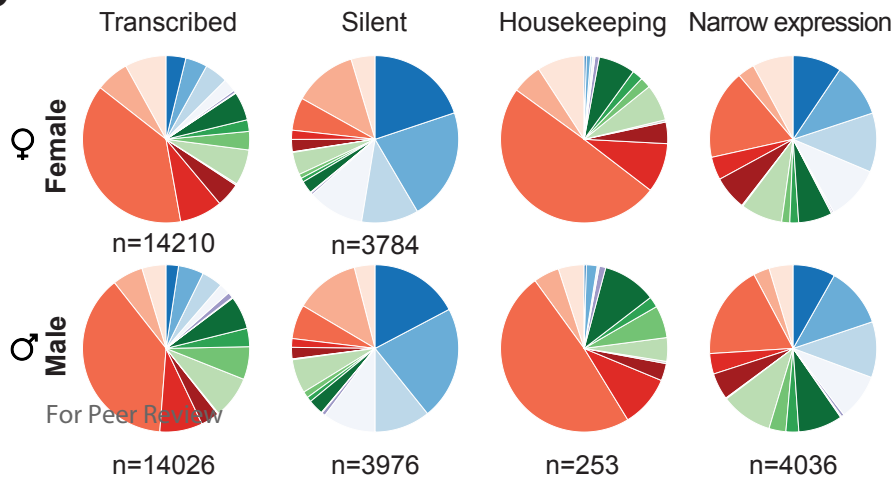 Transcribed Silent Housekeeping Narrow expression
♀ Female
n=14210 n=3784
♂ Male
For Peer Review
n=14026 n=3976 n=253 n=4036